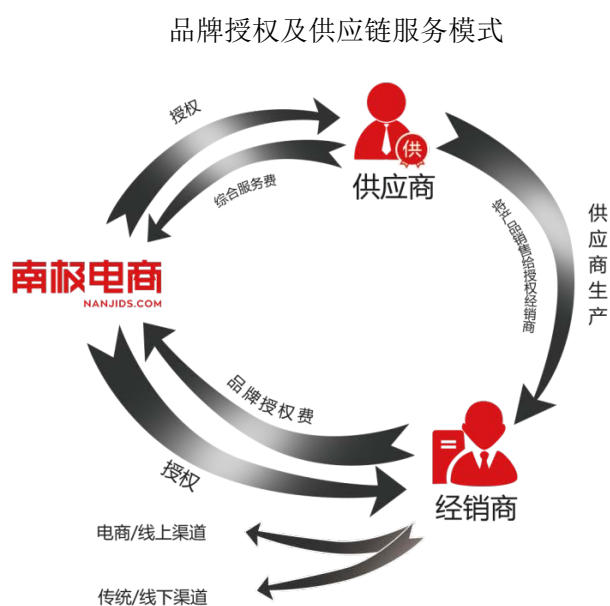 品牌授权及供应链服务模式
授权
供
综合服务费
供应商
将产品销售给授权经销商
供应商生产
南极电商
NANJIDS.COM
品牌授权费
授权
经销商
电商/线上渠道
传统/线下渠道